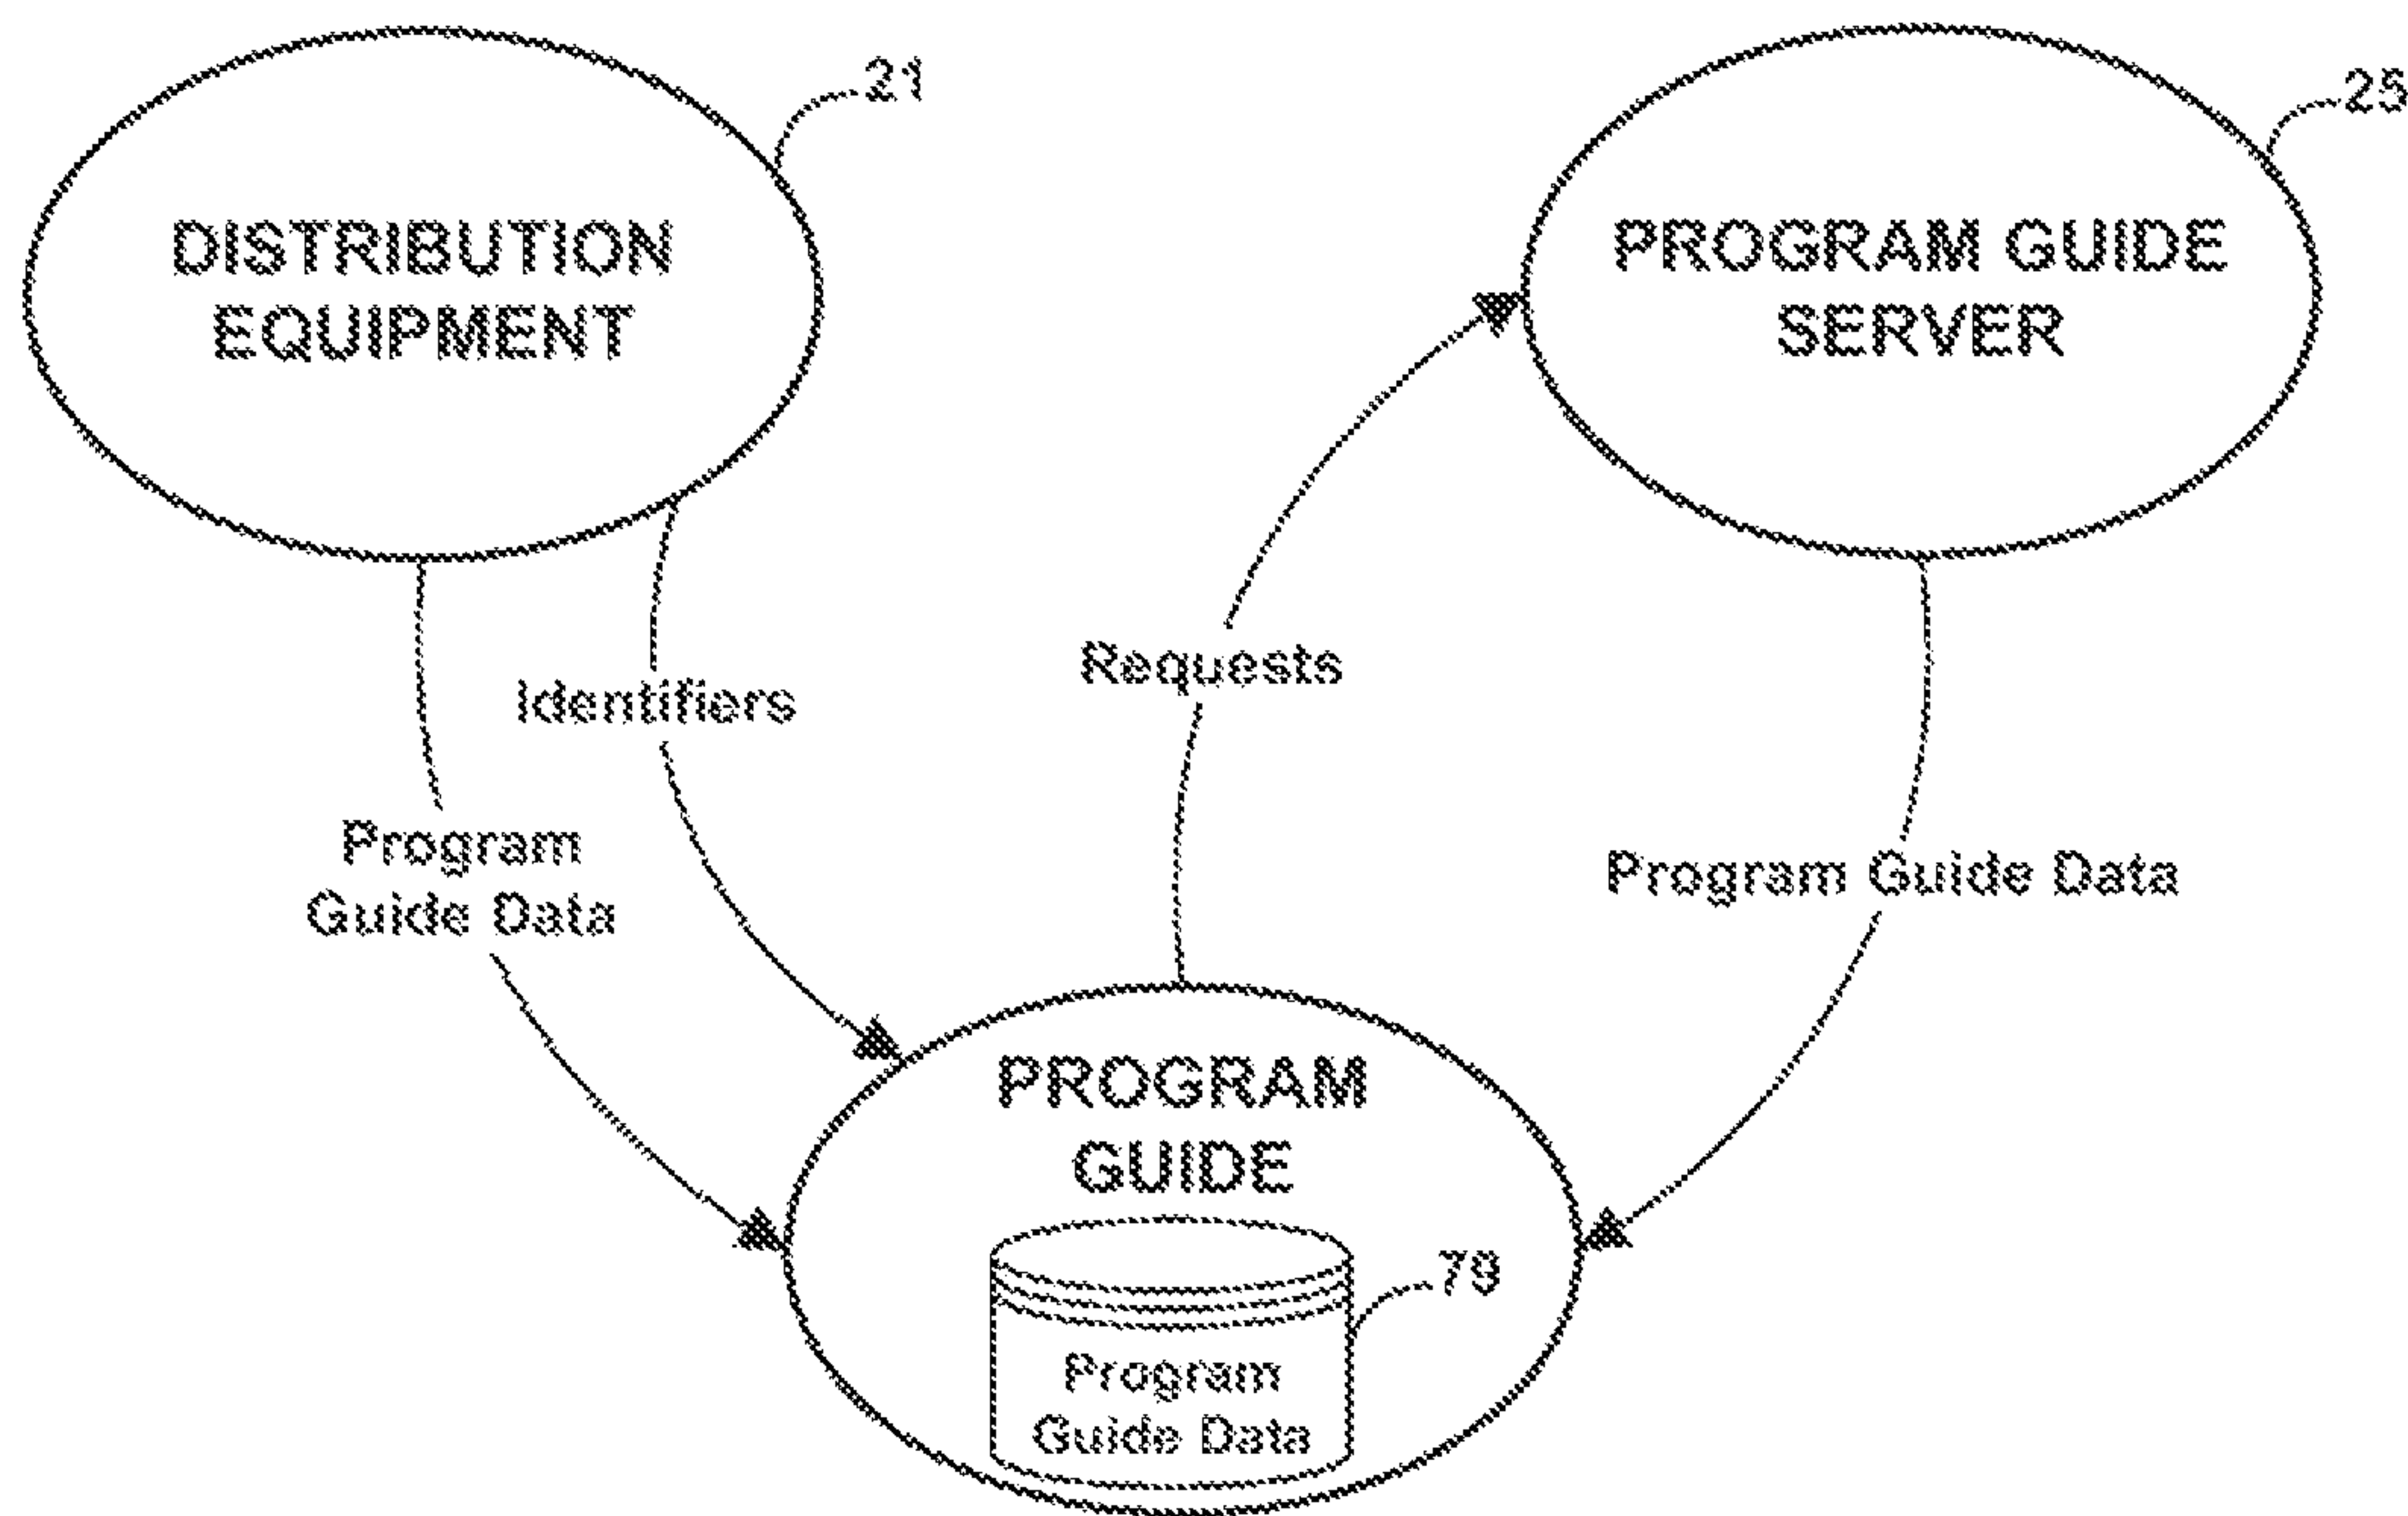 21
25
DISTRIBUTION
EQUIPMENT
PROGRAM GUIDE
SERVER
Identifiers
Requests
Program
Guide Data
Program Guide Data
PROGRAM
GUIDE
79
Program
Guide Data